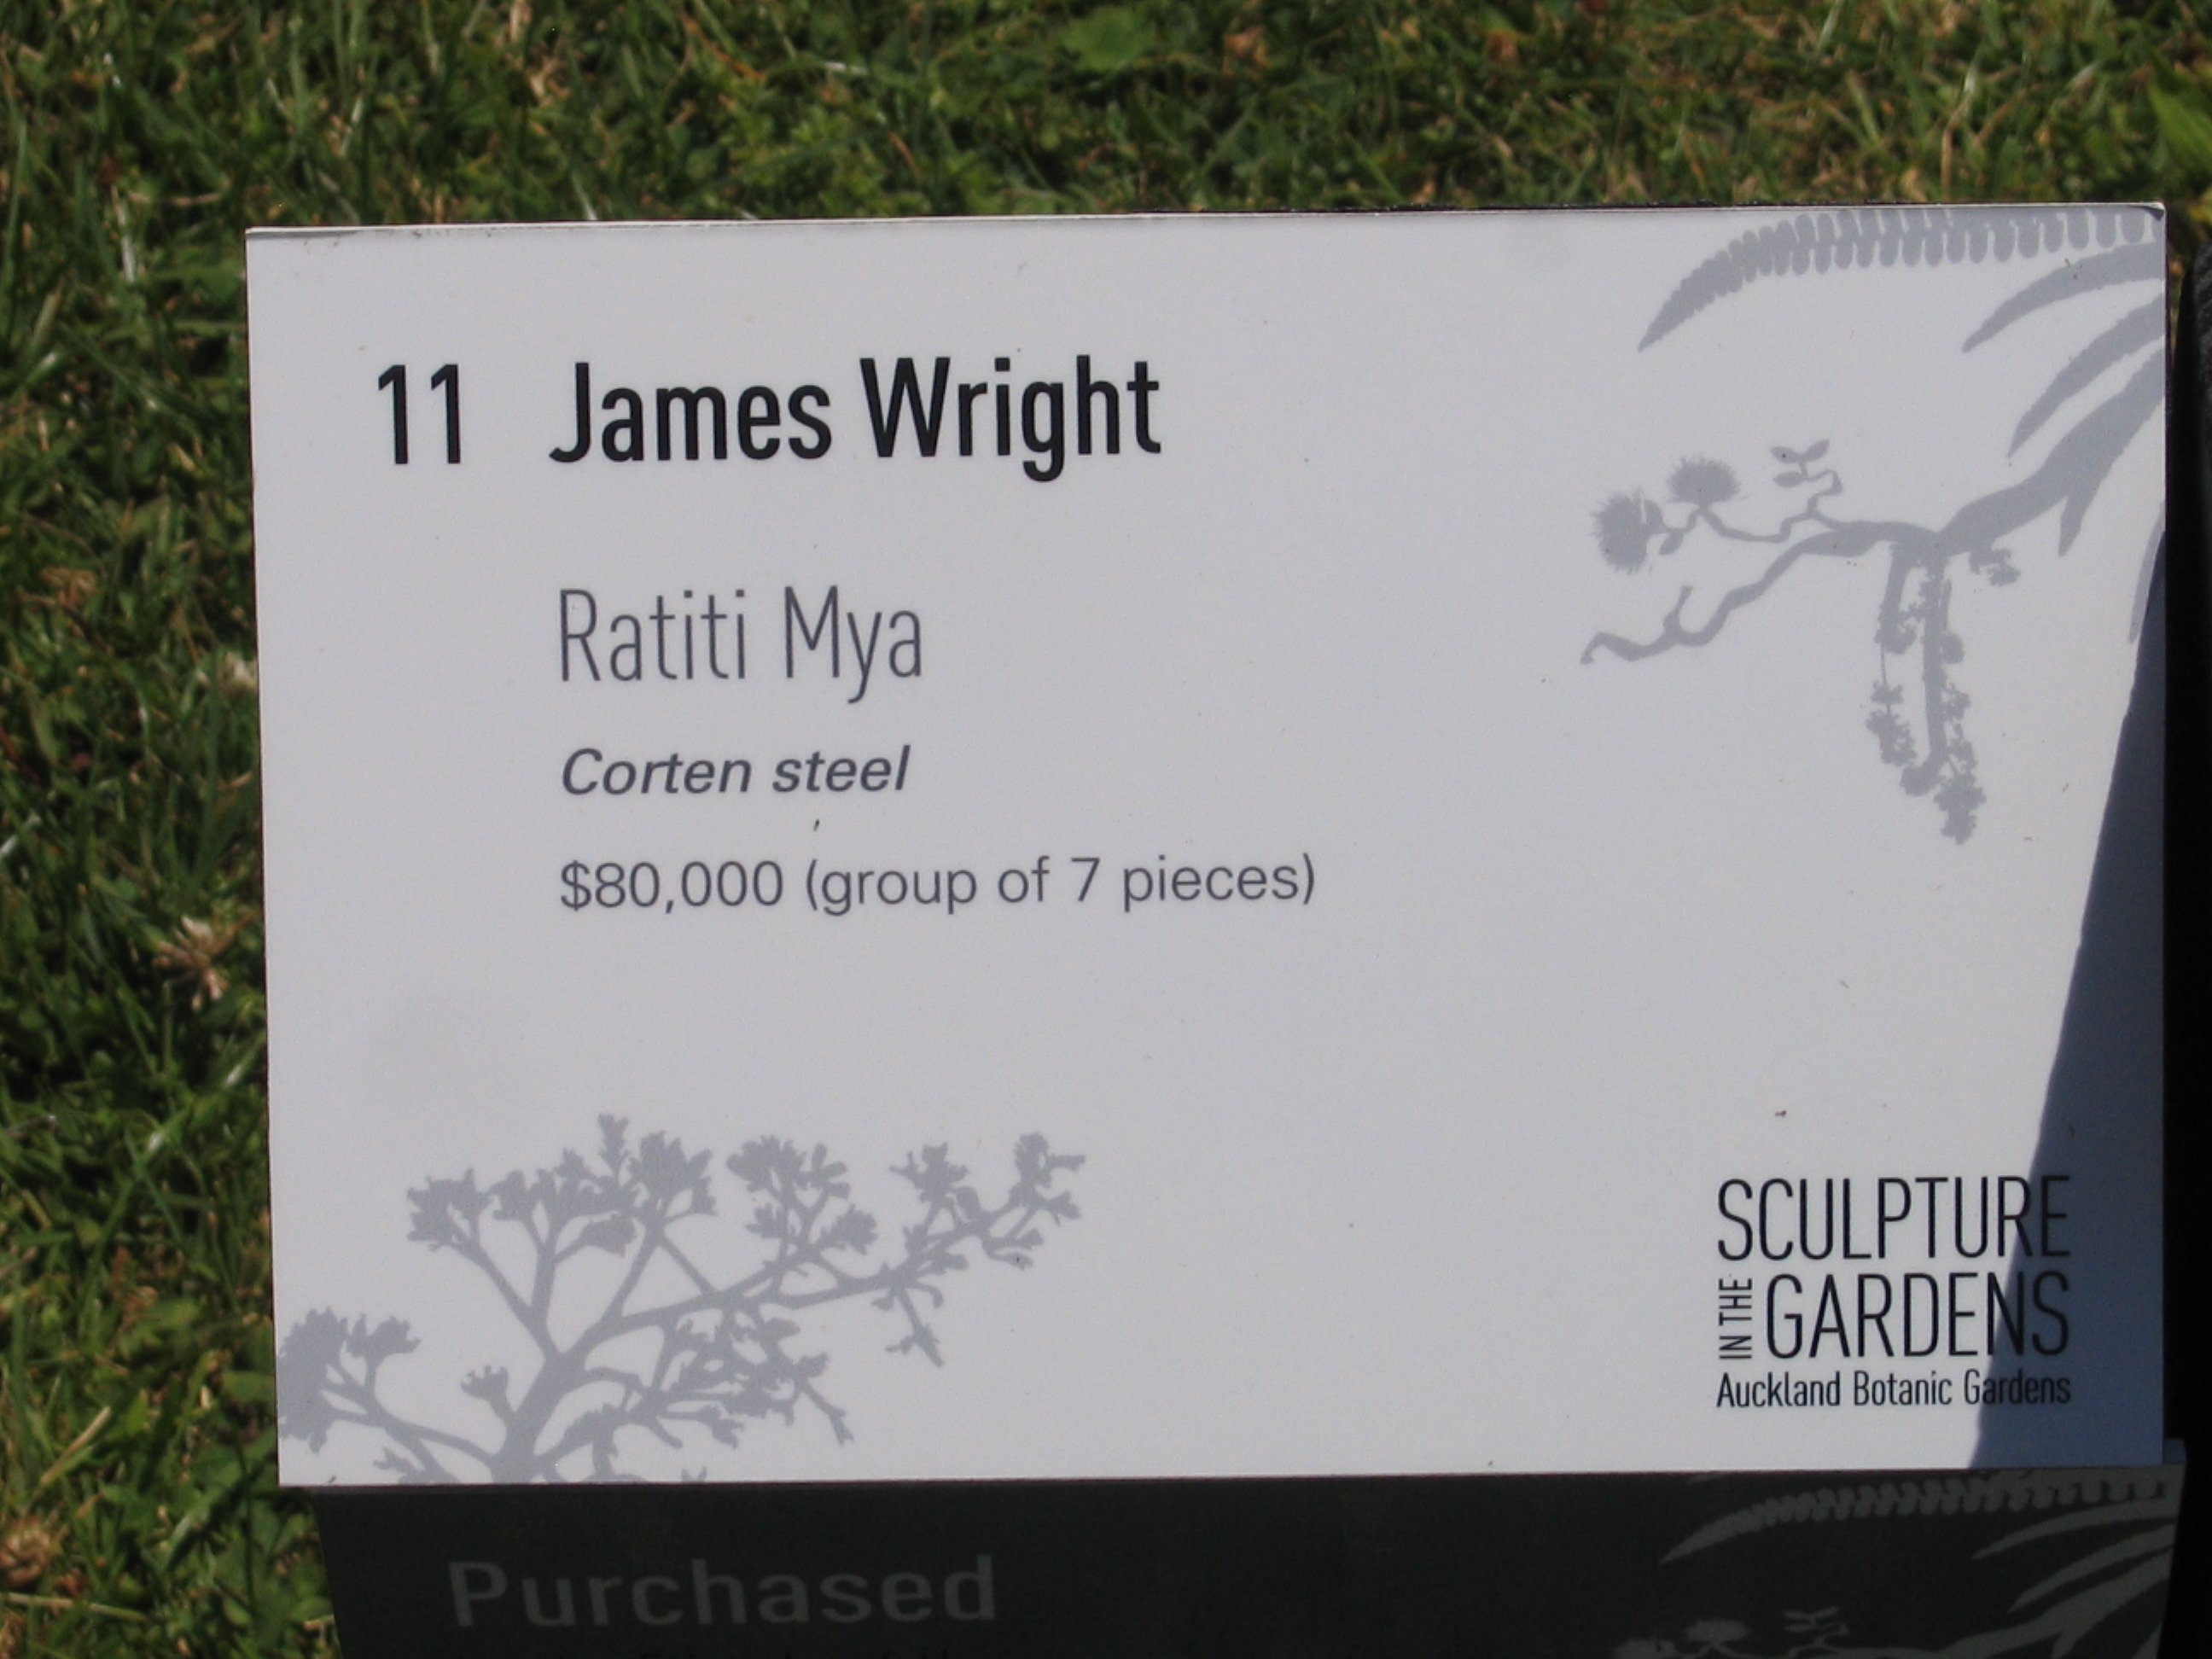 11 James Wright
Ratiti Mya
Corten steel
$80,000 (group of 7 pieces)
SCULPTURE
IN THE GARDENS
Auckland Botanic Gardens
Purchased